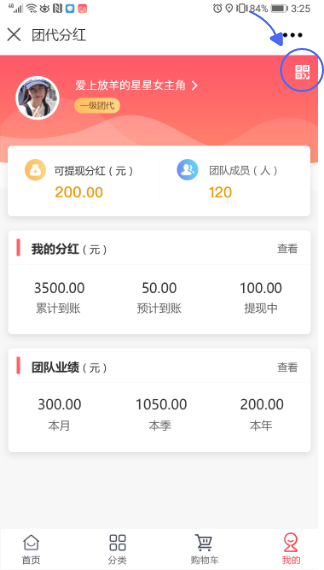 84% 3:25
团代分红
爱上放羊的星星女主角
一级团代
可提现分红（元） 团队成员（人）
200.00 120
我的分红（元） 查看
3500.00 50.00 100.00
累计到账 预计到账 提现中
团队业绩（元） 查看
300.00 1050.00 200.00
本月 本季 本年
首页 分类 购物车 我的